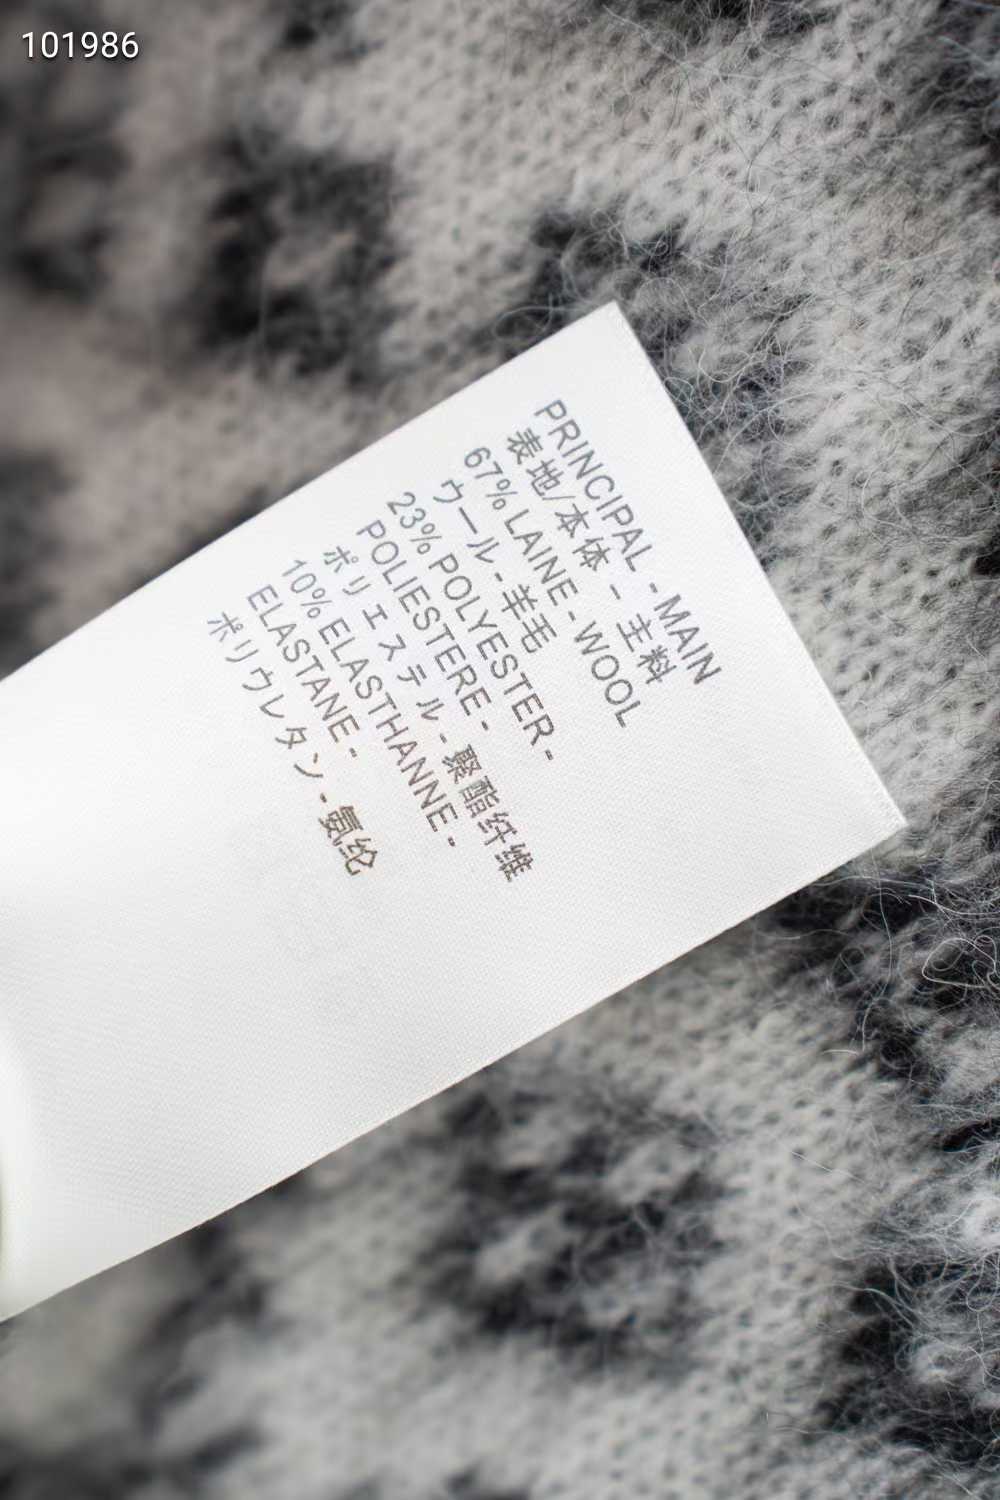 101986
PRINCIPAL - MAIN
表地/本体 - 主料
67% LAINE - WOOL
ウール - 羊毛
23% POLYESTER -
POLIESTERE -
ポリエステル - 聚酯纤维
10% ELASTHANNE -
ELASTANE -
ポリウレタン - 氨纶